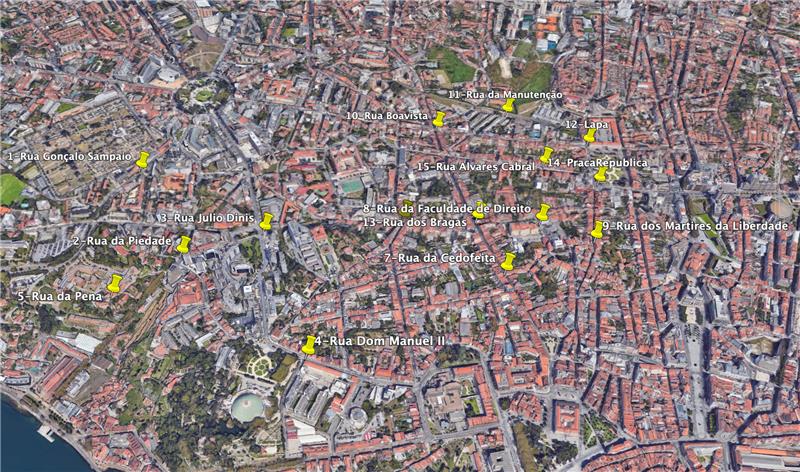 11-Rua da Manutenção
10-Rua Boavista
12-Lapa
1-Rua Gonçalo Sampaio
15-Rua Alvares Cabral
14-PracaRepública
3-Rua Julio Dinis
8-Rua da Faculdade de Direito
13-Rua dos Bragas
9-Rua dos Martires da Liberdade
2-Rua da Piedade
7-Rua da Cedofeita
5-Rua da Pena
4-Rua Dom Manuel II